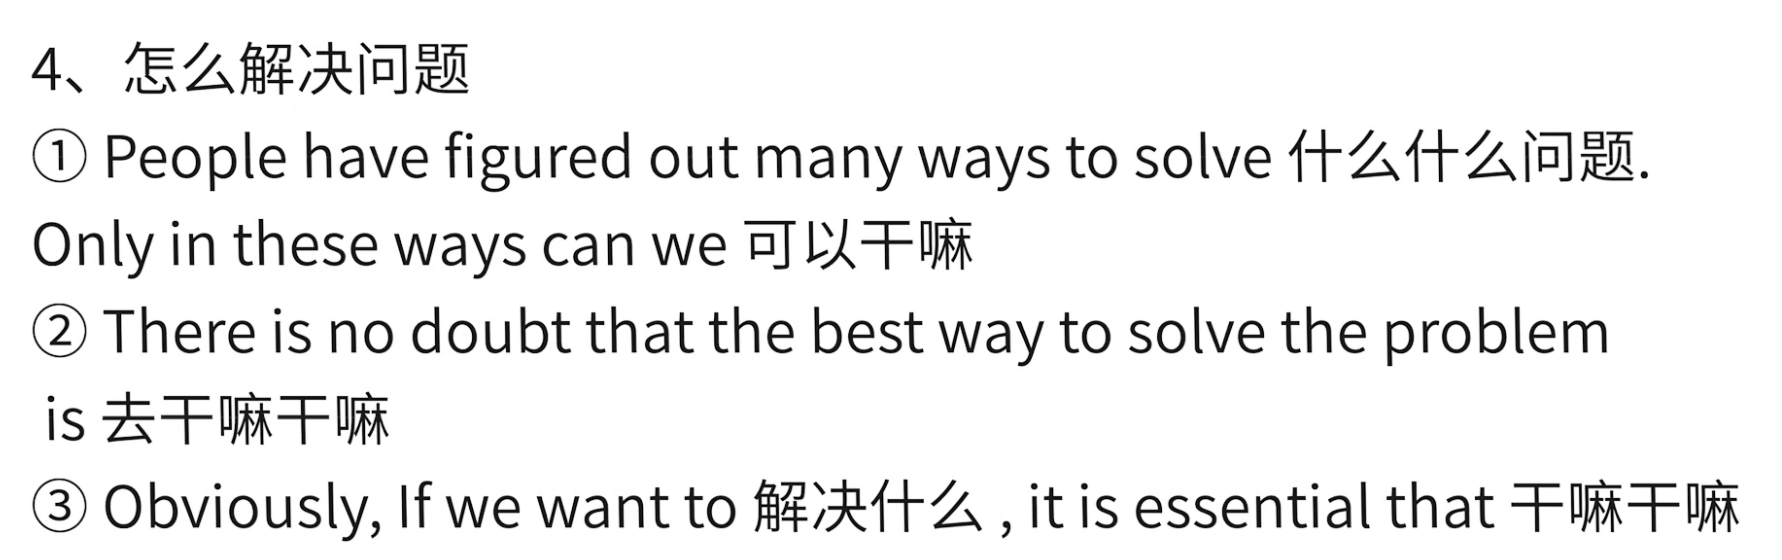 4、怎么解决问题
① People have figured out many ways to solve 什么什么问题.
Only in these ways can we 可以干嘛
② There is no doubt that the best way to solve the problem
is 去干嘛干嘛
③ Obviously, If we want to 解决什么 , it is essential that 干嘛干嘛